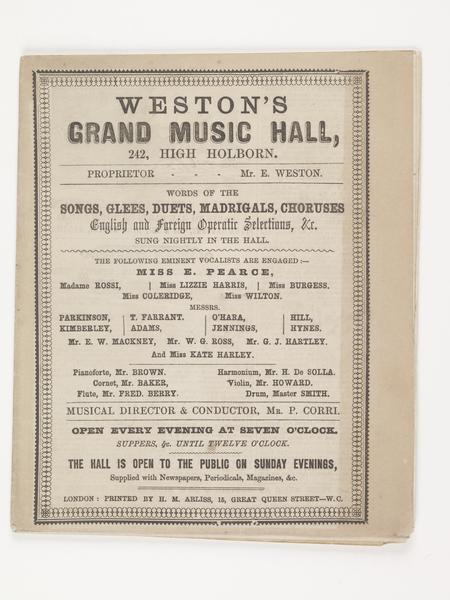 WESTON'S
GRAND MUSIC HALL,
242, HIGH HOLBORN.
PROPRIETOR - - - Mr. E. WESTON.
WORDS OF THE
SONGS, GLEES, DUETS, MADRIGALS, CHORUSES
English and Foreign Operatic Selections, &c.
SUNG NIGHTLY IN THE HALL.
THE FOLLOWING EMINENT VOCALISTS ARE ENGAGED:—
MISS E. PEARCE,
Madame ROSSI, Miss LIZZIE HARRIS, Miss BURGESS.
Miss COLERIDGE, Miss WILTON.
MESSRS.
PARKINSON, T. FARRANT. O'HARA, HILL,
KIMBERLEY, ADAMS, JENNINGS, HYNES.
Mr. E. W. MACKNEY, Mr. W. G. ROSS, Mr. G. J. HARTLEY.
And Miss KATE HARLEY.
Pianoforte, Mr. BROWN. Harmonium, Mr. H. De SOLLA.
Cornet, Mr. BAKER, Violin, Mr. HOWARD.
Flute, Mr. FRED. BERRY. Drum, Master SMITH.
MUSICAL DIRECTOR & CONDUCTOR, Mr. P. CORRI.
OPEN EVERY EVENING AT SEVEN O'CLOCK.
SUPPERS, &c. UNTIL TWELVE O'CLOCK.
THE HALL IS OPEN TO THE PUBLIC ON SUNDAY EVENINGS,
Supplied with Newspapers, Periodicals, Magazines, &c.
LONDON: PRINTED BY H. M. ARLISS, 15, GREAT QUEEN STREET—W.C.